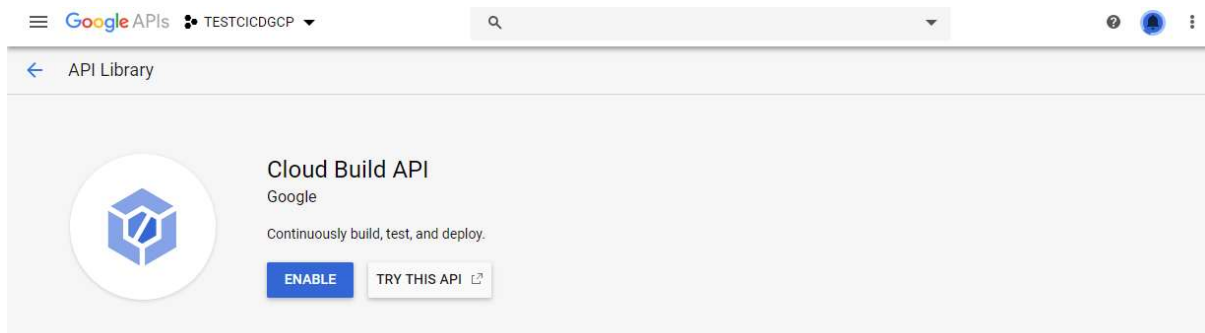 Google APIs TESTCICDGCP
API Library
Cloud Build API
Google
Continuously build, test, and deploy.
ENABLE TRY THIS API